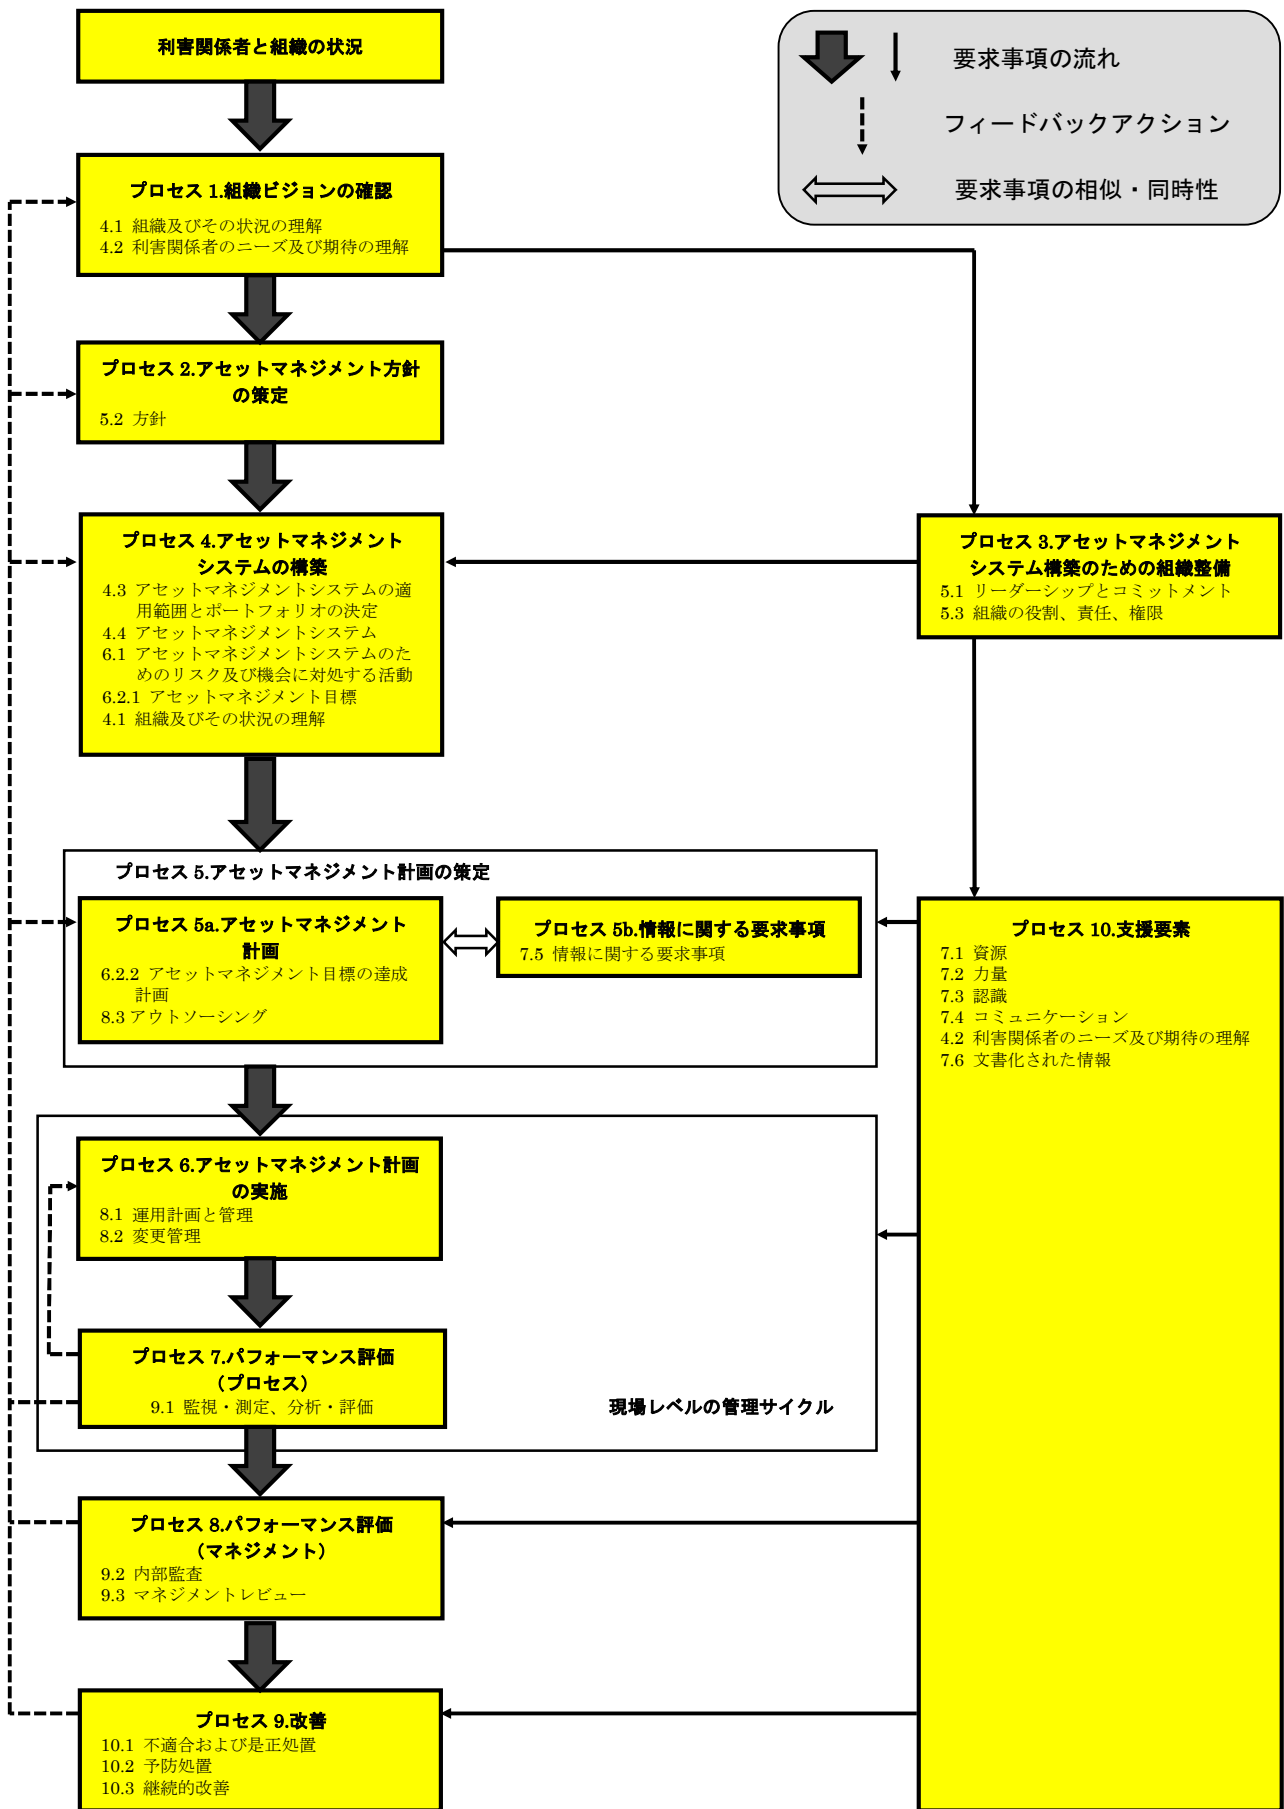 利害関係者と組織の状況
要求事項の流れ
フィードバックアクション
要求事項の相似・同時性
プロセス 1.組織ビジョンの確認
4.1 組織及びその状況の理解
4.2 利害関係者のニーズ及び期待の理解
プロセス 2.アセットマネジメント方針
の策定
5.2 方針
プロセス 4.アセットマネジメント
システムの構築
4.3 アセットマネジメントシステムの適
用範囲とポートフォリオの決定
4.4 アセットマネジメントシステム
6.1 アセットマネジメントシステムのた
めのリスク及び機会に対処する活動
6.2.1 アセットマネジメント目標
4.1 組織及びその状況の理解
プロセス 3.アセットマネジメント
システム構築のための組織整備
5.1 リーダーシップとコミットメント
5.3 組織の役割、責任、権限
プロセス 5.アセットマネジメント計画の策定
プロセス 5a.アセットマネジメント
計画
6.2.2 アセットマネジメント目標の達成
計画
8.3 アウトソーシング
プロセス 5b.情報に関する要求事項
7.5 情報に関する要求事項
プロセス 10.支援要素
7.1 資源
7.2 力量
7.3 認識
7.4 コミュニケーション
4.2 利害関係者のニーズ及び期待の理解
7.6 文書化された情報
プロセス 6.アセットマネジメント計画
の実施
8.1 運用計画と管理
8.2 変更管理
プロセス 7.パフォーマンス評価
（プロセス）
9.1 監視・測定、分析・評価
現場レベルの管理サイクル
プロセス 8.パフォーマンス評価
（マネジメント）
9.2 内部監査
9.3 マネジメントレビュー
プロセス 9.改善
10.1 不適合および是正処置
10.2 予防処置
10.3 継続的改善